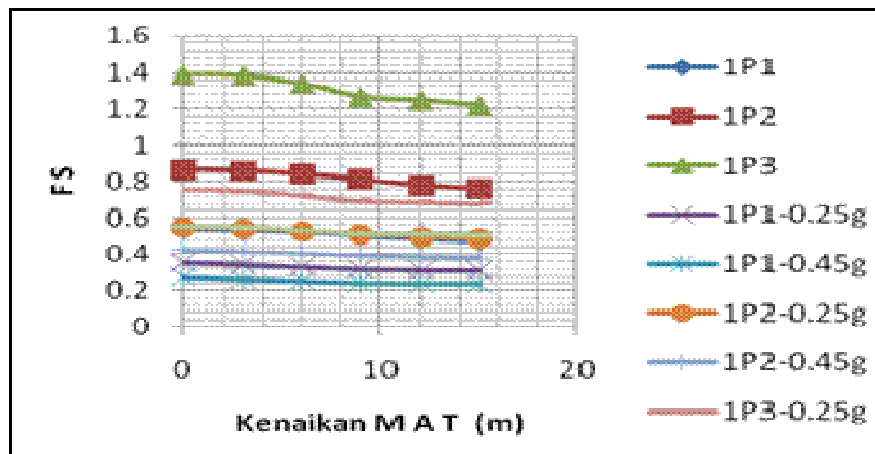 1.6
1.4
1.2
1
0.8
0.6
0.4
0.2
0
FS
0 10 20
Kenaikan M A T (m)
1P1
1P2
1P3
1P1-0.25g
1P1-0.45g
1P2-0.25g
1P2-0.45g
1P3-0.25g